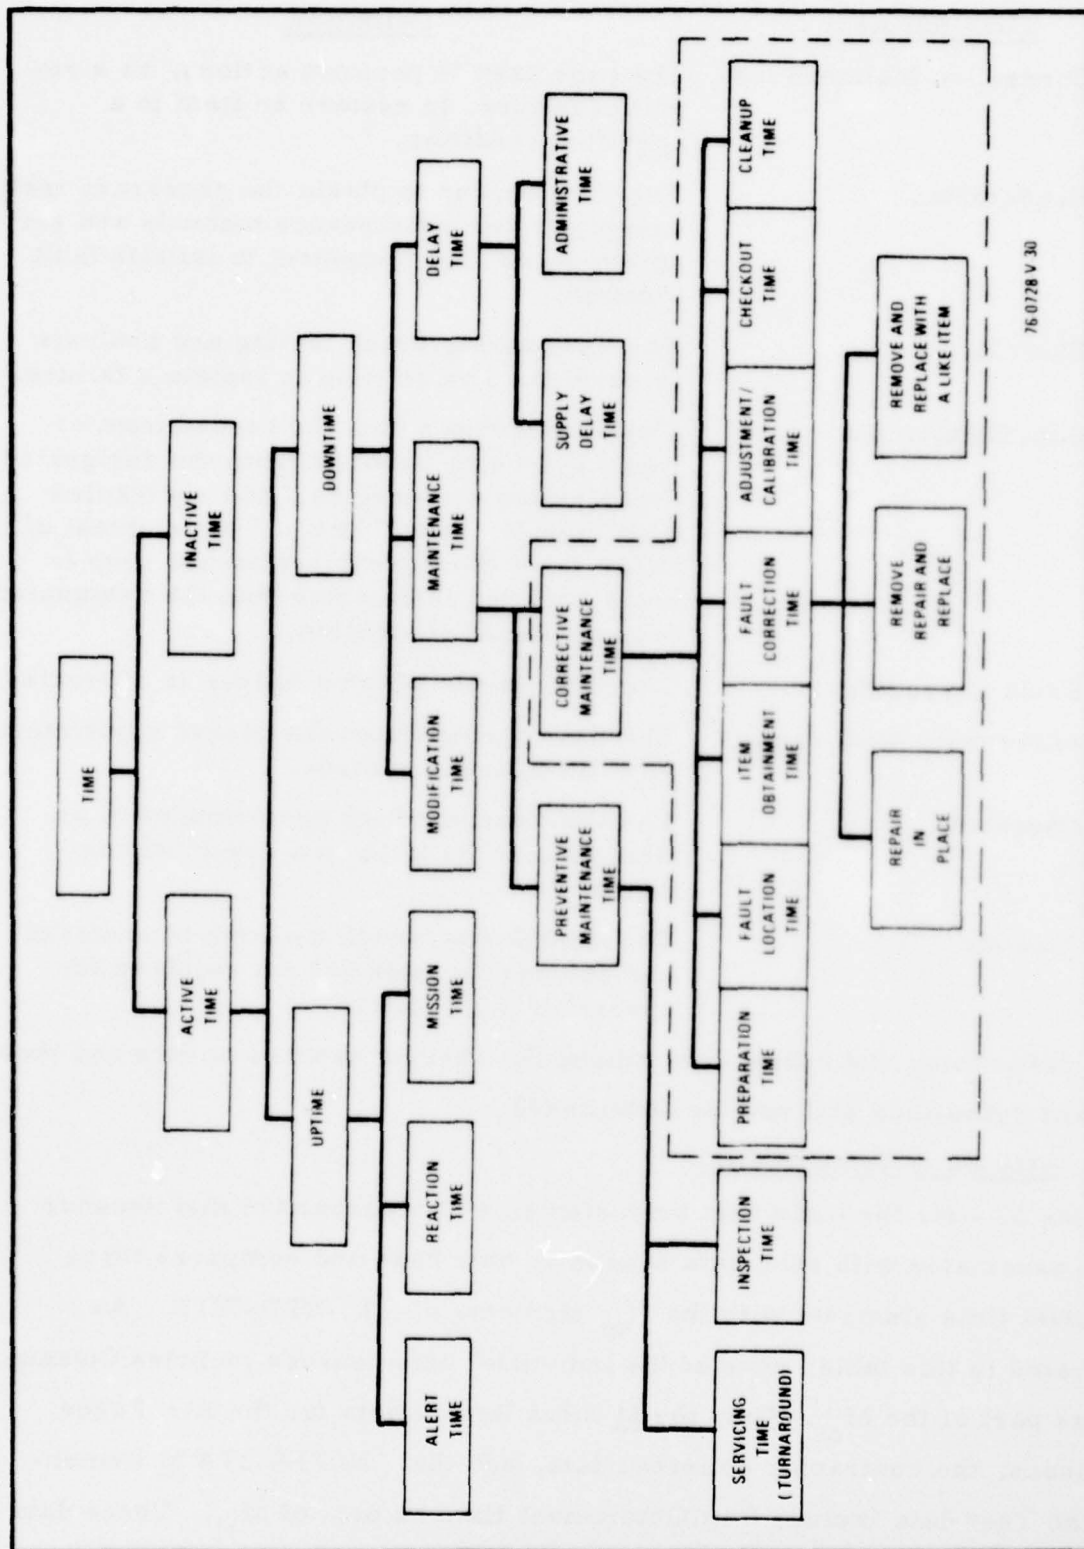 TIME
ACTIVE
TIME
INACTIVE
TIME
UPTIME
DOWNTIME
ALERT
TIME
REACTION
TIME
MISSION
TIME
MODIFICATION
TIME
MAINTENANCE
TIME
DELAY
TIME
PREVENTIVE
MAINTENANCE
TIME
CORRECTIVE
MAINTENANCE
TIME
SUPPLY
DELAY
TIME
ADMINISTRATIVE
TIME
SERVICING
TIME
(TURNAROUND)
INSPECTION
TIME
PREPARATION
TIME
FAULT
LOCATION
TIME
ITEM
OBTAINMENT
TIME
FAULT
CORRECTION
TIME
ADJUSTMENT/
CALIBRATION
TIME
CHECKOUT
TIME
CLEANUP
TIME
REPAIR
IN
PLACE
REMOVE
REPAIR AND
REPLACE
REMOVE AND
REPLACE WITH
A LIKE ITEM
76-0728 V 30